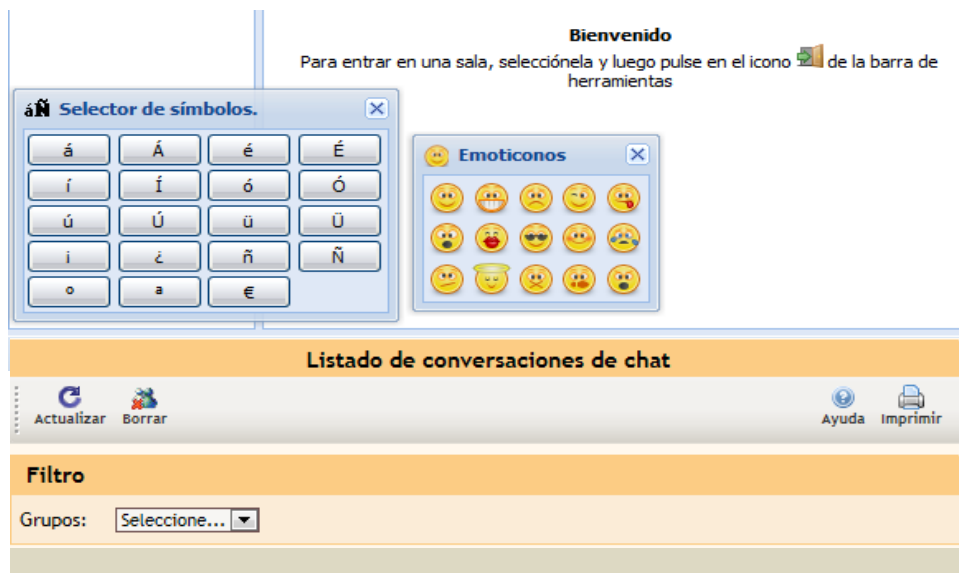 Bienvenido
Para entrar en una sala, selecciónela y luego pulse en el icono de la barra de
herramientas
áÑ Selector de símbolos.
á Á é É
í Í ó Ó
ú Ú ü Ü
¡ ¿ ñ Ñ
º ª €
Emoticonos
Listado de conversaciones de chat
Actualizar Borrar Ayuda Imprimir
Filtro
Grupos: Seleccione...